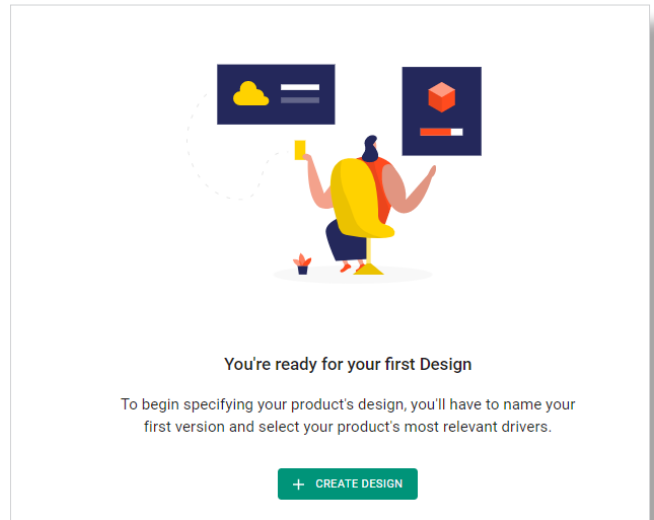 You're ready for your first Design
To begin specifying your product's design, you'll have to name your
first version and select your product's most relevant drivers.
+ CREATE DESIGN